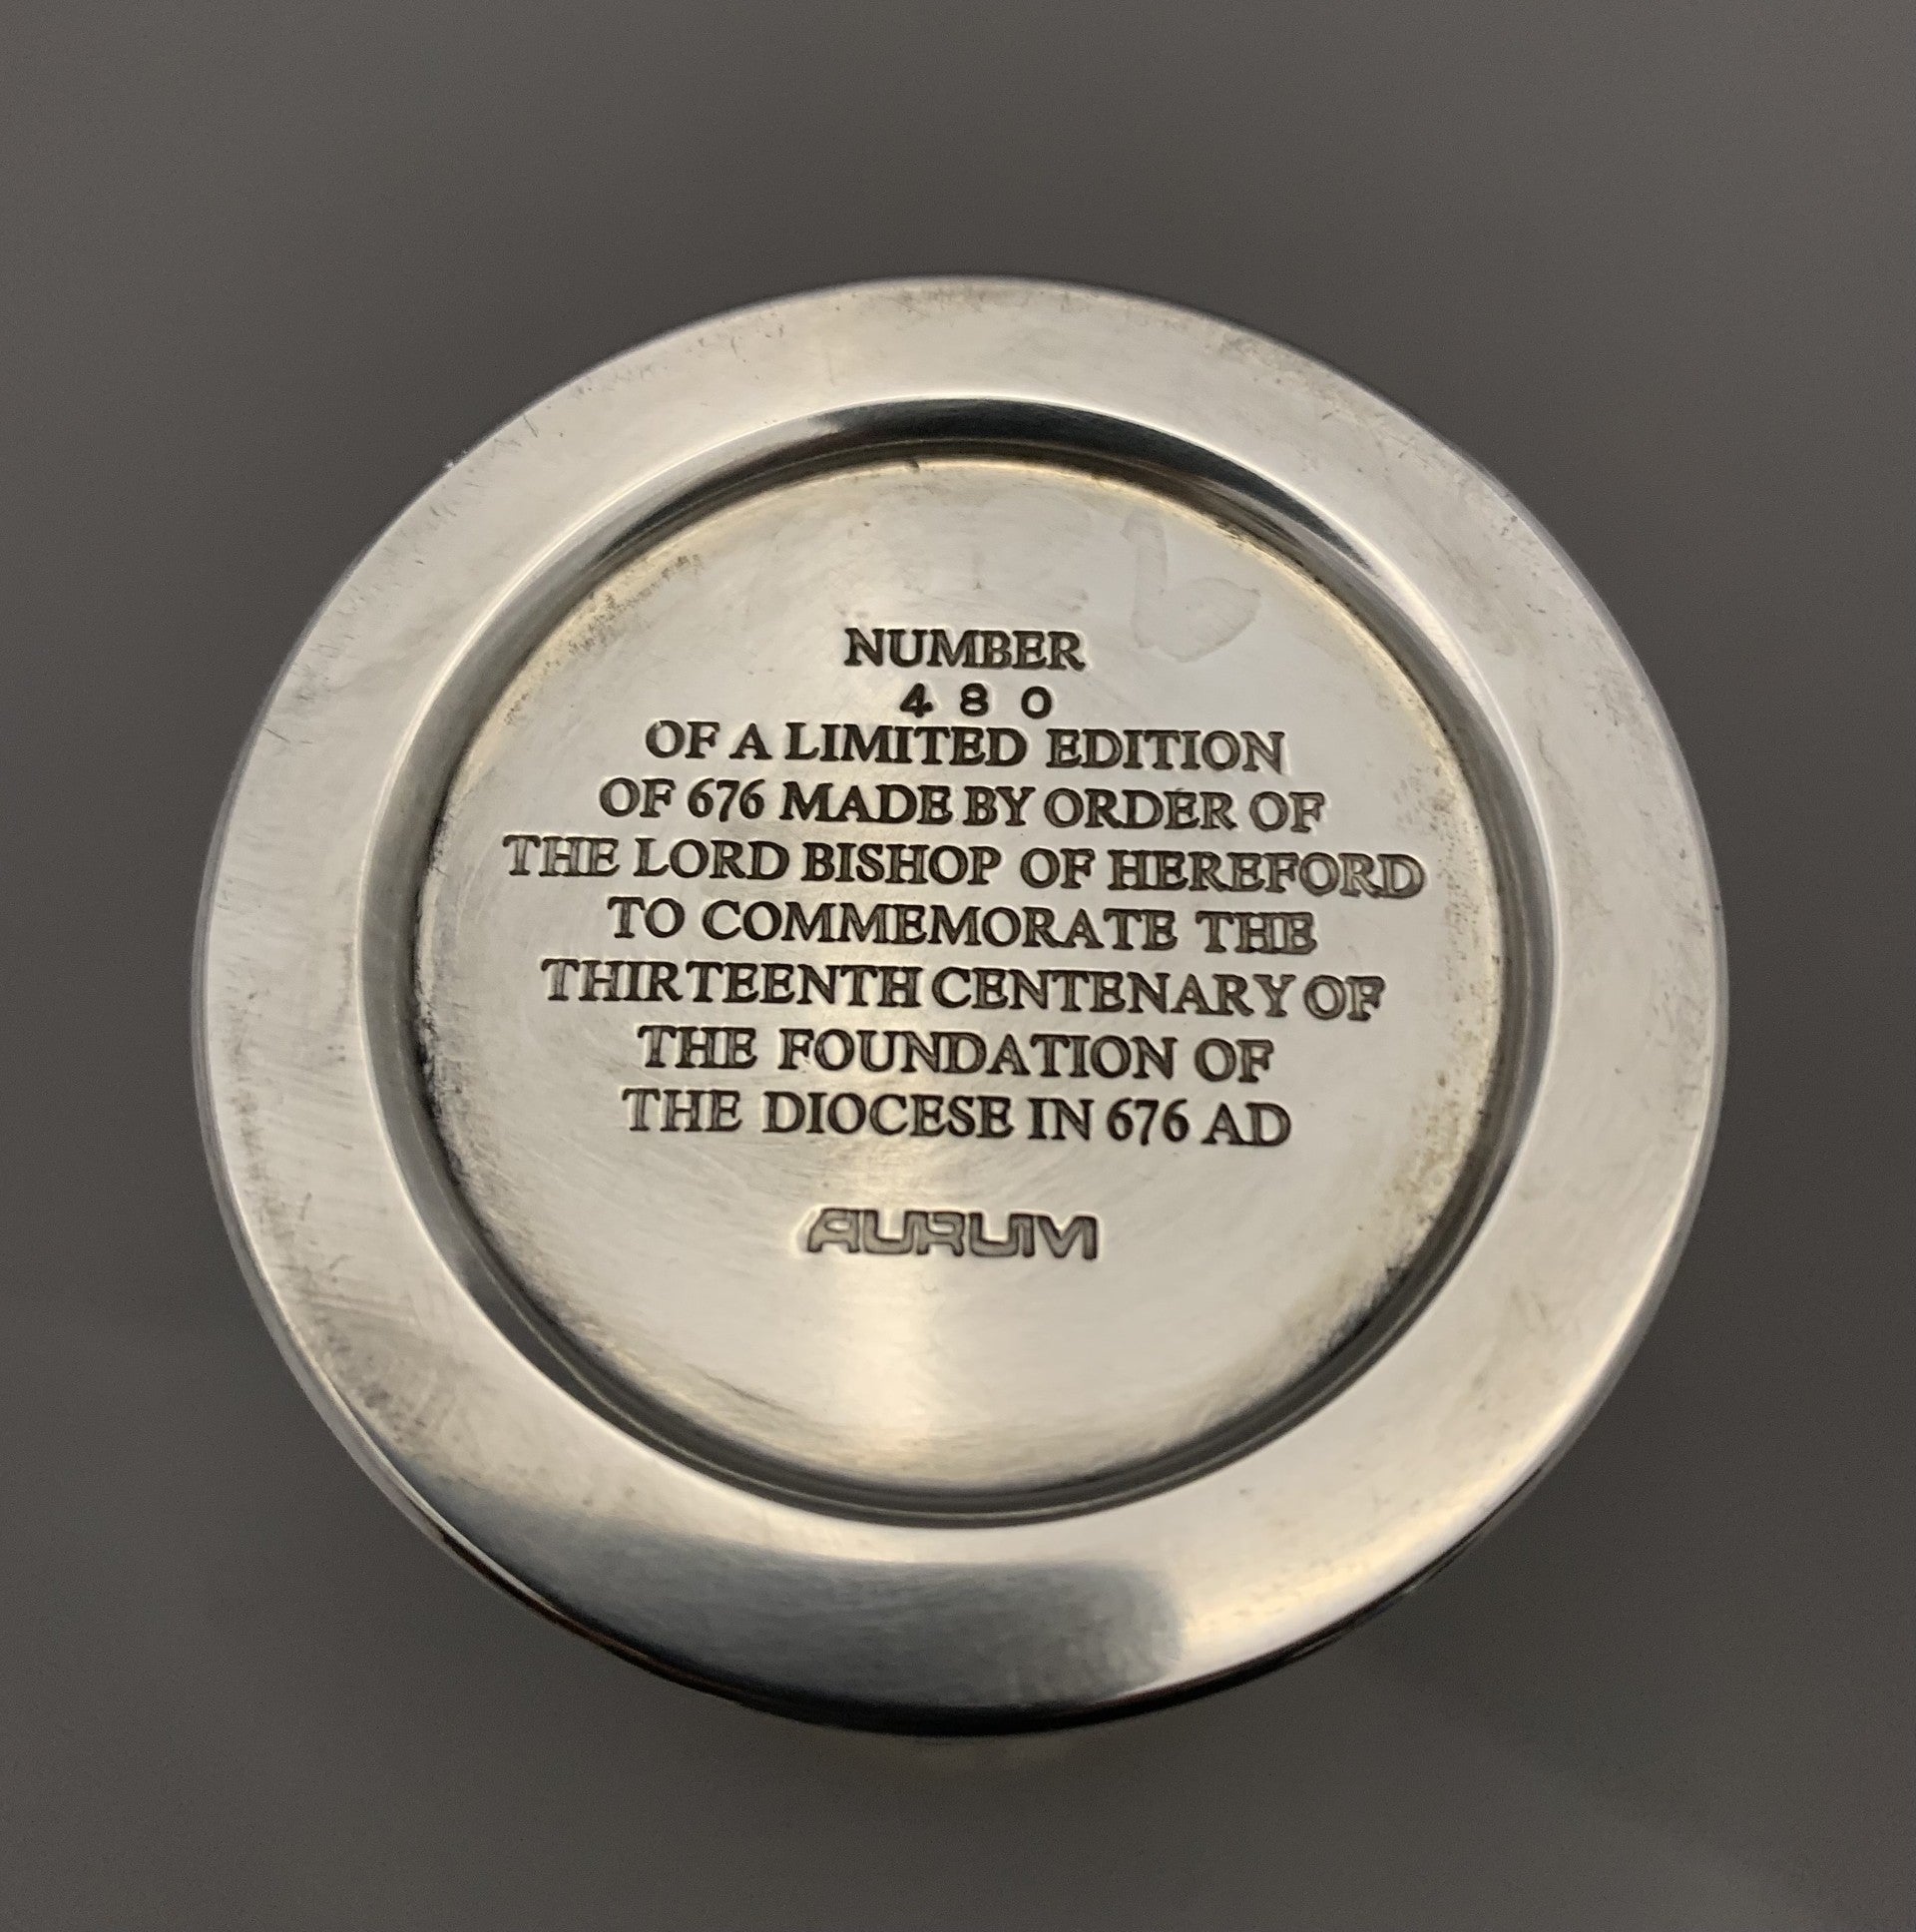 NUMBER
480
OF A LIMITED EDITION
OF 676 MADE BY ORDER OF
THE LORD BISHOP OF HEREFORD
TO COMMEMORATE THE
THIRTEENTH CENTENARY OF
THE FOUNDATION OF
THE DIOCESE IN 676 AD
AURUM